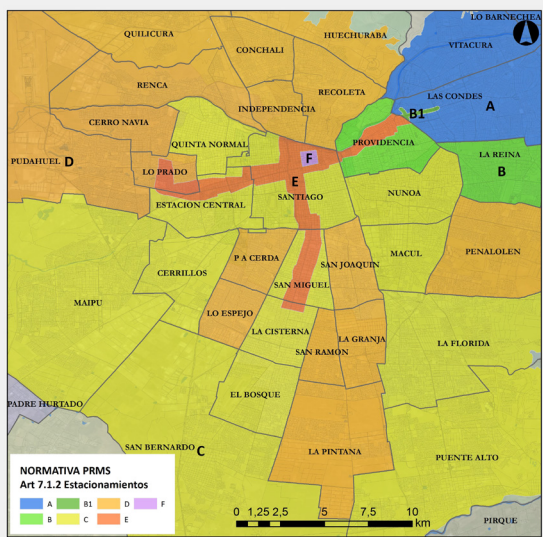 LO BARNECHEA
QUILICURA
HUECHURABA
VITACURA
CONCHALI
RENCA
RECOLETA
LAS CONDES
A
INDEPENDENCIA
B1
CERRO NAVIA
QUINTA NORMAL
PROVIDENCIA
LA REINA
PUDAHUEL D
F
LO PRADO
B
E
ESTACION CENTRAL
SANTIAGO
NUNOA
P A CERDA
SAN JOAQUIN
MACUL
PENALOLEN
CERRILLOS
SAN MIGUEL
MAIPU
LO ESPEJO
LA CISTERNA
LA GRANJA
LA FLORIDA
SAN RAMON
EL BOSQUE
PADRE HURTADO
SAN BERNARDO C
LA PINTANA
PUENTE ALTO
NORMATIVA PRMS
Art 7.1.2 Estacionamientos
A B1 D F
B C E
0 1,25 2,5 5 7,5 10
km
PIRQUE